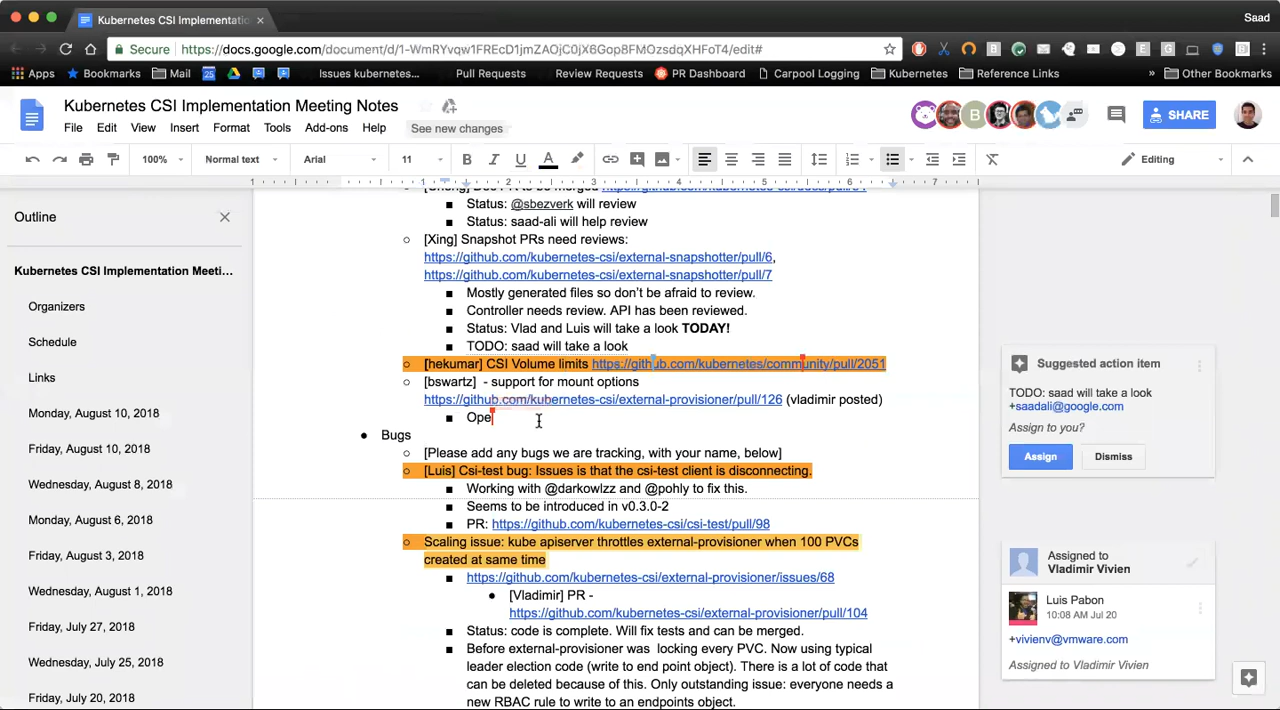 Kubernetes CSI Implementatio
Saad
Secure
https://docs.google.com/document/d/1-WmRYvqw1FREcD1jmZAOjC0jX6Gop8FMOzsdqXHFoT4/edit#
Apps Bookmarks Mail Issues kubernetes... Pull Requests Review Requests PR Dashboard Carpool Logging Kubernetes Reference Links » Other Bookmarks
Kubernetes CSI Implementation Meeting Notes
File Edit View Insert Format Tools Add-ons Help See new changes
SHARE
100% Normal text Arial 11 B I U A Editing
1 1 2 3 4 5 6 7
Outline
Kubernetes CSI Implementation Meeti...
Organizers
Schedule
Links
Monday, August 10, 2018
Friday, August 10, 2018
Wednesday, August 8, 2018
Monday, August 6, 2018
Friday, August 3, 2018
Wednesday, August 1, 2018
Friday, July 27, 2018
Wednesday, July 25, 2018
Friday, July 20, 2018
Status: @sbezverk will review
Status: saad-ali will help review
[Xing] Snapshot PRs need reviews:
https://github.com/kubernetes-csi/external-snapshotter/pull/6,
https://github.com/kubernetes-csi/external-snapshotter/pull/7
Mostly generated files so don't be afraid to review.
Controller needs review. API has been reviewed.
Status: Vlad and Luis will take a look TODAY!
TODO: saad will take a look
[hekumar] CSI Volume limits https://github.com/kubernetes/community/pull/2051
[bswartz] - support for mount options
https://github.com/kubernetes-csi/external-provisioner/pull/126 (vladimir posted)
Ope
Bugs
[Please add any bugs we are tracking, with your name, below]
[Luis] Csi-test bug: Issues is that the csi-test client is disconnecting.
Working with @darkowlzz and @pohly to fix this.
Seems to be introduced in v0.3.0-2
PR: https://github.com/kubernetes-csi/csi-test/pull/98
Scaling issue: kube apiserver throttles external-provisioner when 100 PVCs
created at same time
https://github.com/kubernetes-csi/external-provisioner/issues/68
[Vladimir] PR -
https://github.com/kubernetes-csi/external-provisioner/pull/104
Status: code is complete. Will fix tests and can be merged.
Before external-provisioner was locking every PVC. Now using typical
leader election code (write to end point object). There is a lot of code that
can be deleted because of this. Only outstanding issue: everyone needs a
new RBAC rule to write to an endpoints object.
Suggested action item
TODO: saad will take a look
+saadali@google.com
Assign to you?
Assign Dismiss
Assigned to
Vladimir Vivien
Luis Pabon
10:08 AM Jul 20
+vivienv@vmware.com
Assigned to Vladimir Vivien